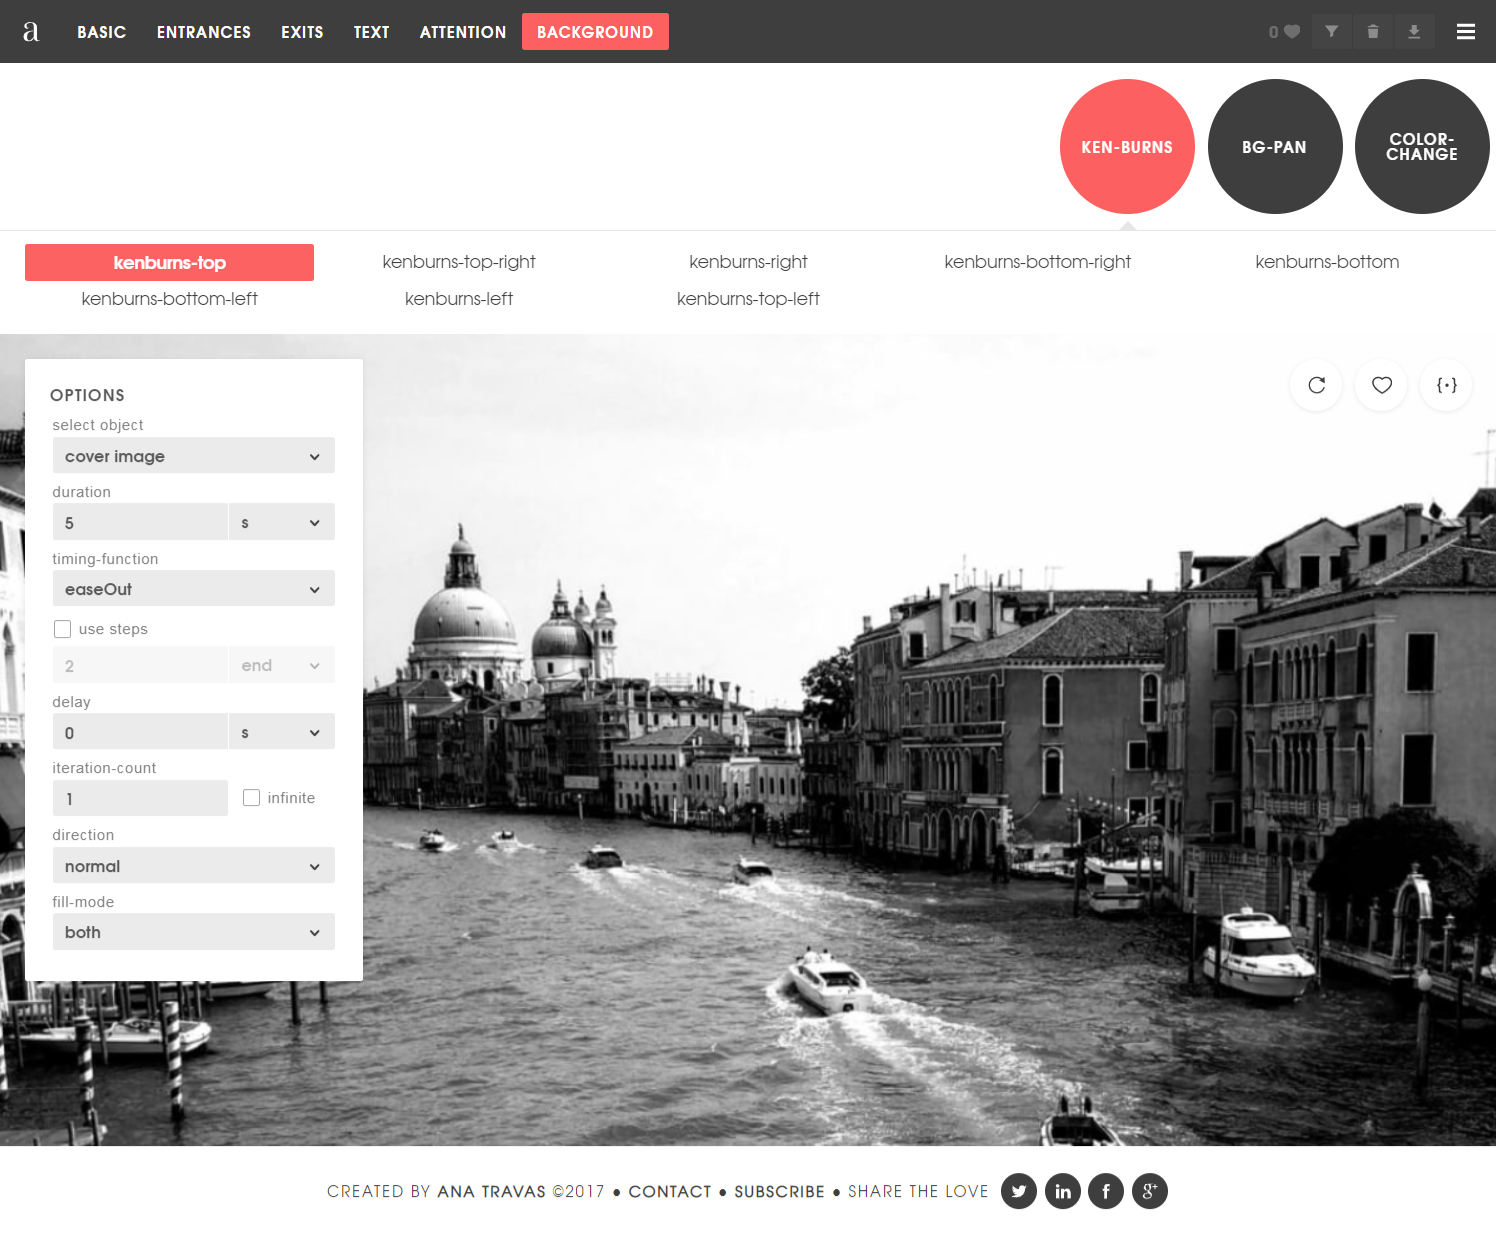 a BASIC ENTRANCES EXITS TEXT ATTENTION BACKGROUND 0
KEN-BURNS
BG-PAN
COLOR-
CHANGE
kenburns-top kenburns-top-right kenburns-right kenburns-bottom-right kenburns-bottom
kenburns-bottom-left kenburns-left kenburns-top-left
OPTIONS
select object
cover image
duration
5 s
timing-function
easeOut
use steps
2 end
delay
0 s
iteration-count
1 infinite
direction
normal
fill-mode
both
{·}
CREATED BY ANA TRAVAS ©2017 • CONTACT • SUBSCRIBE • SHARE THE LOVE in f g+